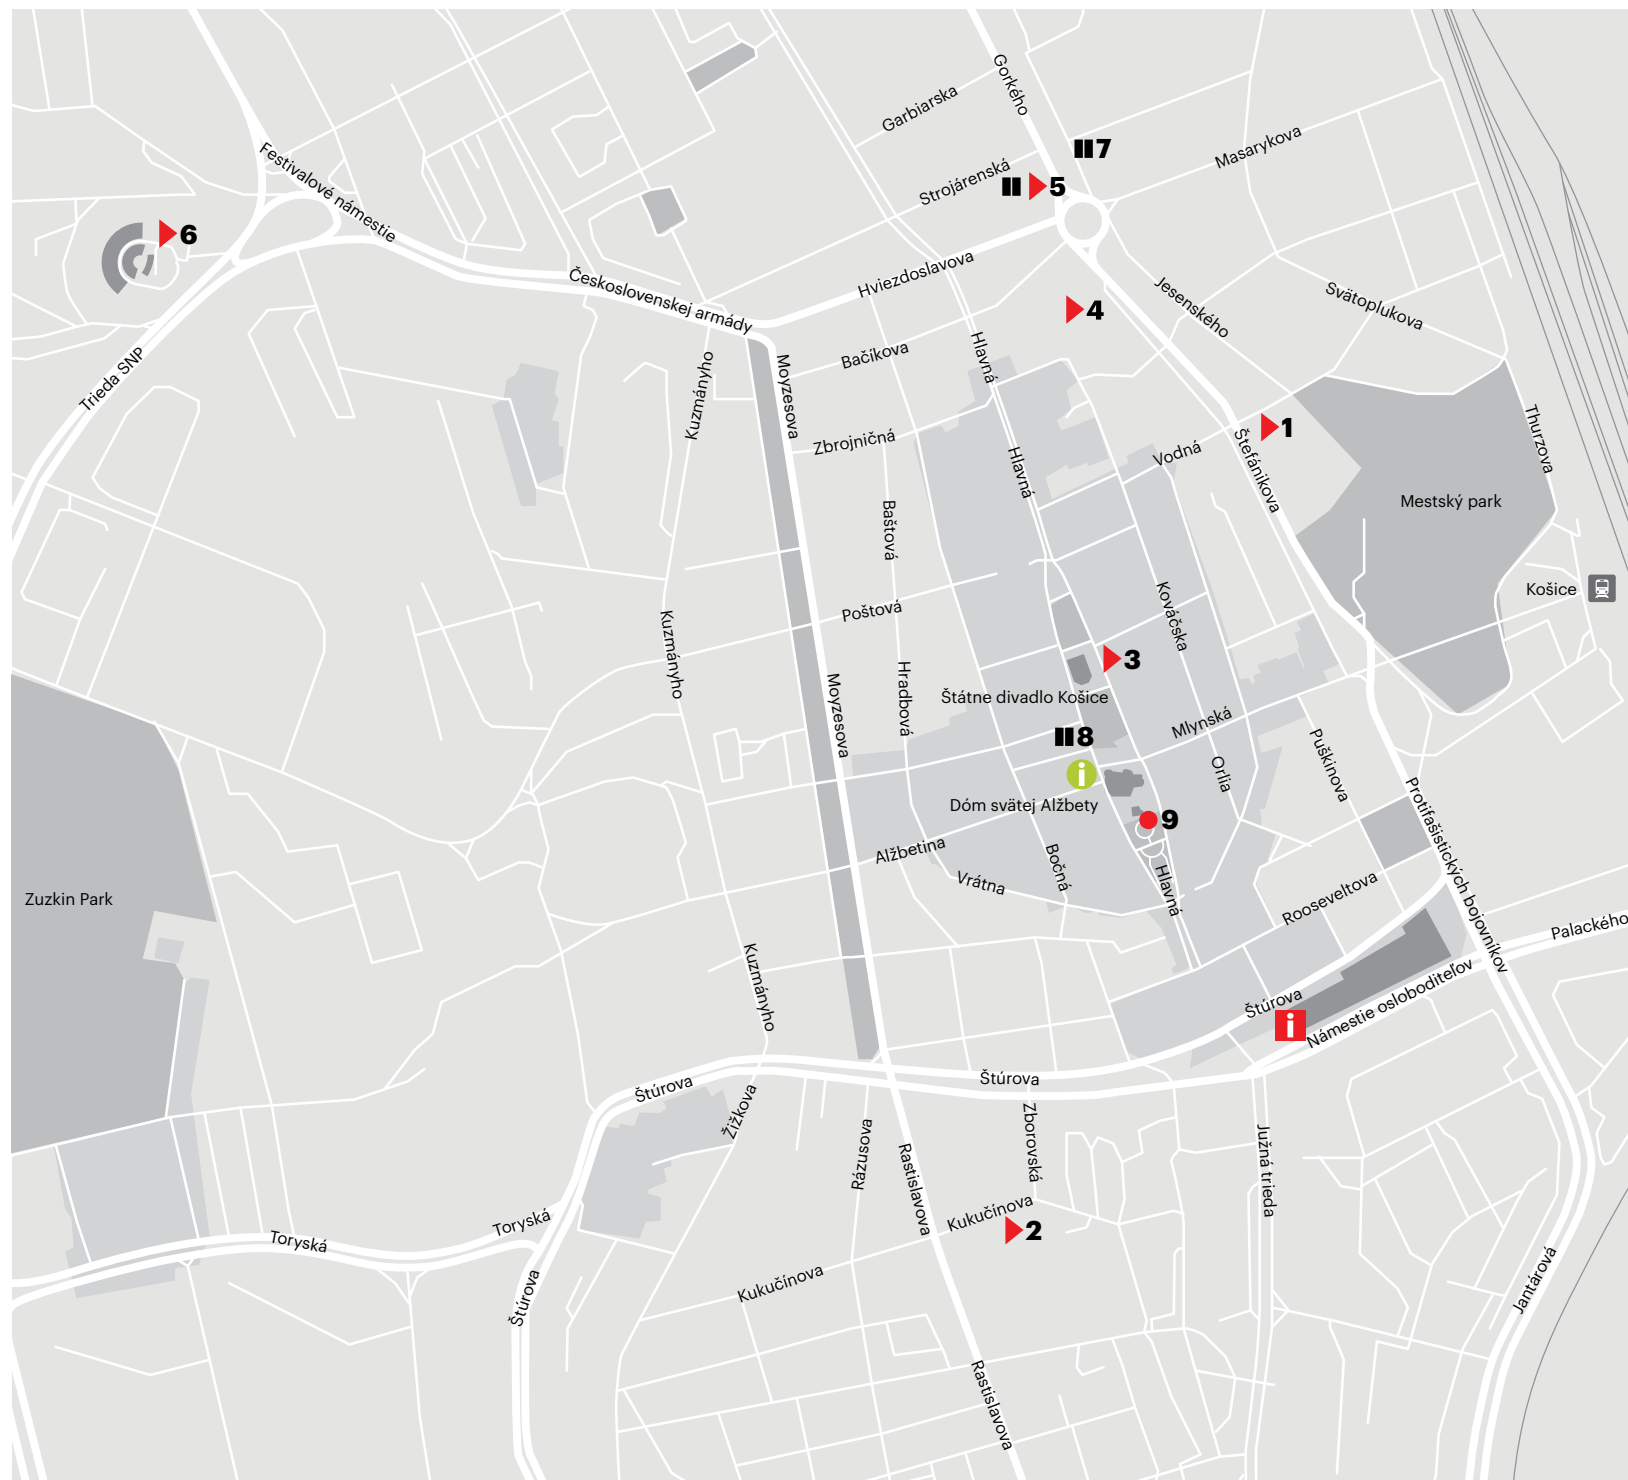 Gorkého
Garbiarska
Masarykova
7
Festivalové námestie
Strojárenská
5
6
Hviezdoslavova
Československej armády
Jesenského
Svätoplukova
4
Hlavná
Bačíkova
Trieda SNP
Kuzmányho
Moyzesova
Zbrojničná
1
Thurzova
Vodná
Štefánikova
Hlavná
Mestský park
Baštová
Košice
Poštová
Kováčska
Kuzmányho
3
Hradbová
Štátne divadlo Košice
Moyzesova
Mlynská
8
Orlia
Puškinova
i
Dóm svätej Alžbety
9
Protifašistických bojovníkov
Alžbetina
Bočná
Vrátna
Hlavná
Rooseveltova
Zuzkin Park
Palackého
Kuzmányho
Štúrova
i
Námestie osloboditeľov
Štúrova
Štúrova
Žižkova
Rázusova
Zborovská
Južná trieda
Rastislavova
Kukučínova
2
Toryská
Toryská
Kukučínova
Štúrova
Jantárová
Rastislavova